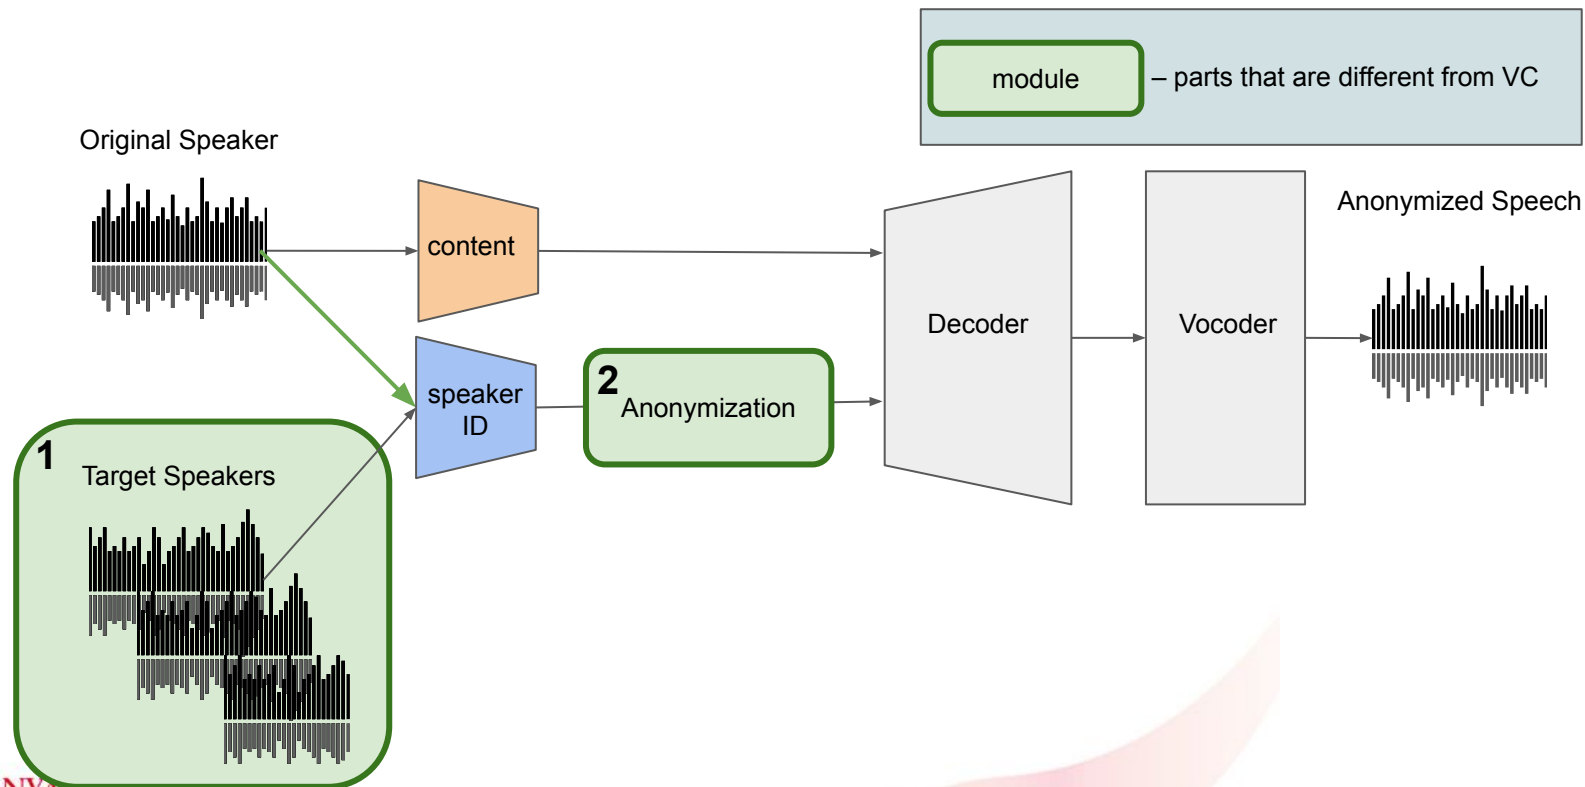 module – parts that are different from VC
Original Speaker
Anonymized Speech
content
Decoder
Vocoder
speaker
ID
2
Anonymization
1
Target Speakers